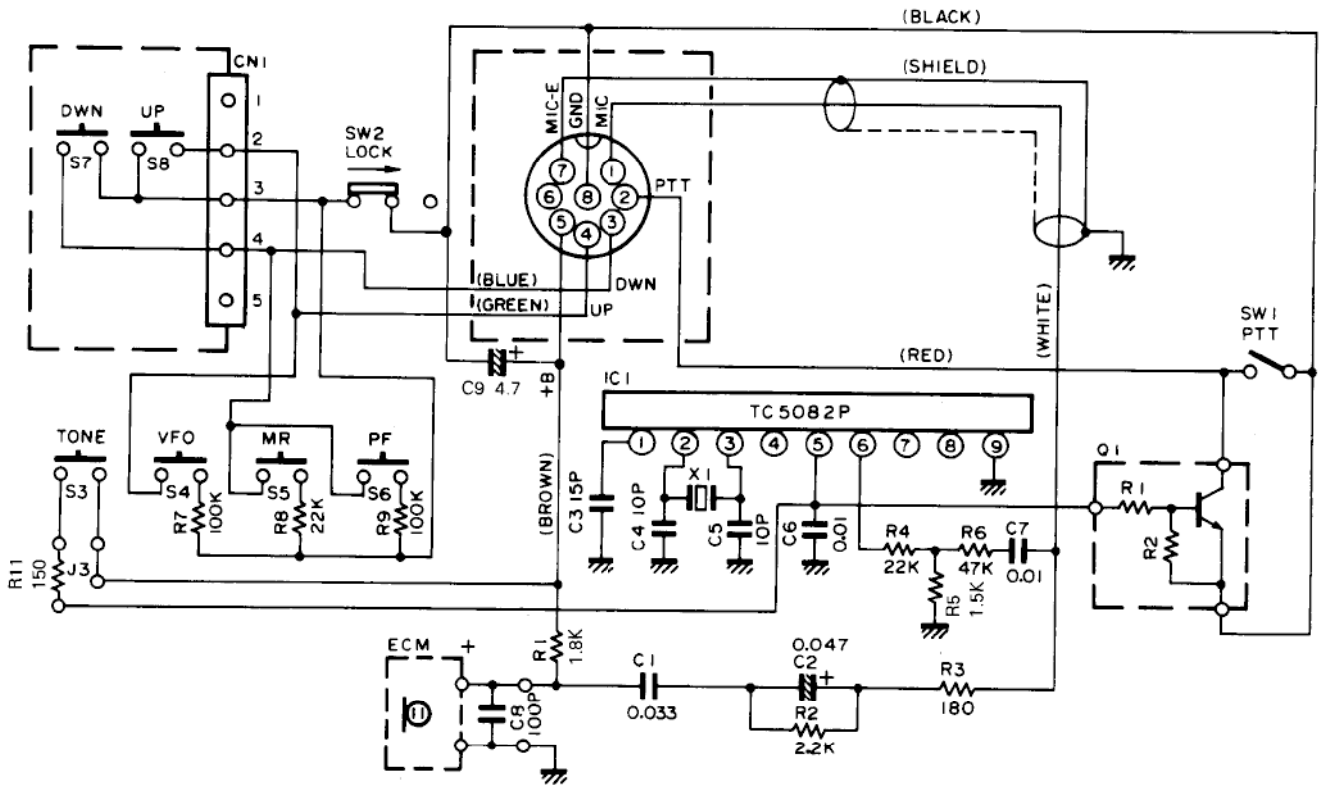 (BLACK)
CN1
(SHIELD)
DWN
UP
1
2
3
4
5
S7
S8
SW2
LOCK
MIC-E
GND
MIC
7
1
6
8
2
5
4
3
PTT
(BLUE)
DWN
(GREEN)
UP
(WHITE)
SW1
PTT
(RED)
C9 4.7
+
+B
IC1
TC5082P
1
2
3
4
5
6
7
8
9
TONE
VFO
MR
PF
S3
S4
S5
S6
R7
100K
R8
22K
R9
100K
(BROWN)
C3 15P
X1
C4 10P
C5
10P
C6
0.01
R4
22K
R6
47K
C7
0.01
R5
1.5K
Q1
R1
R2
R11
150
J3
R1
1.8K
ECM
+
C8
100P
C1
0.033
0.047
C2
+
R2
2.2K
R3
180